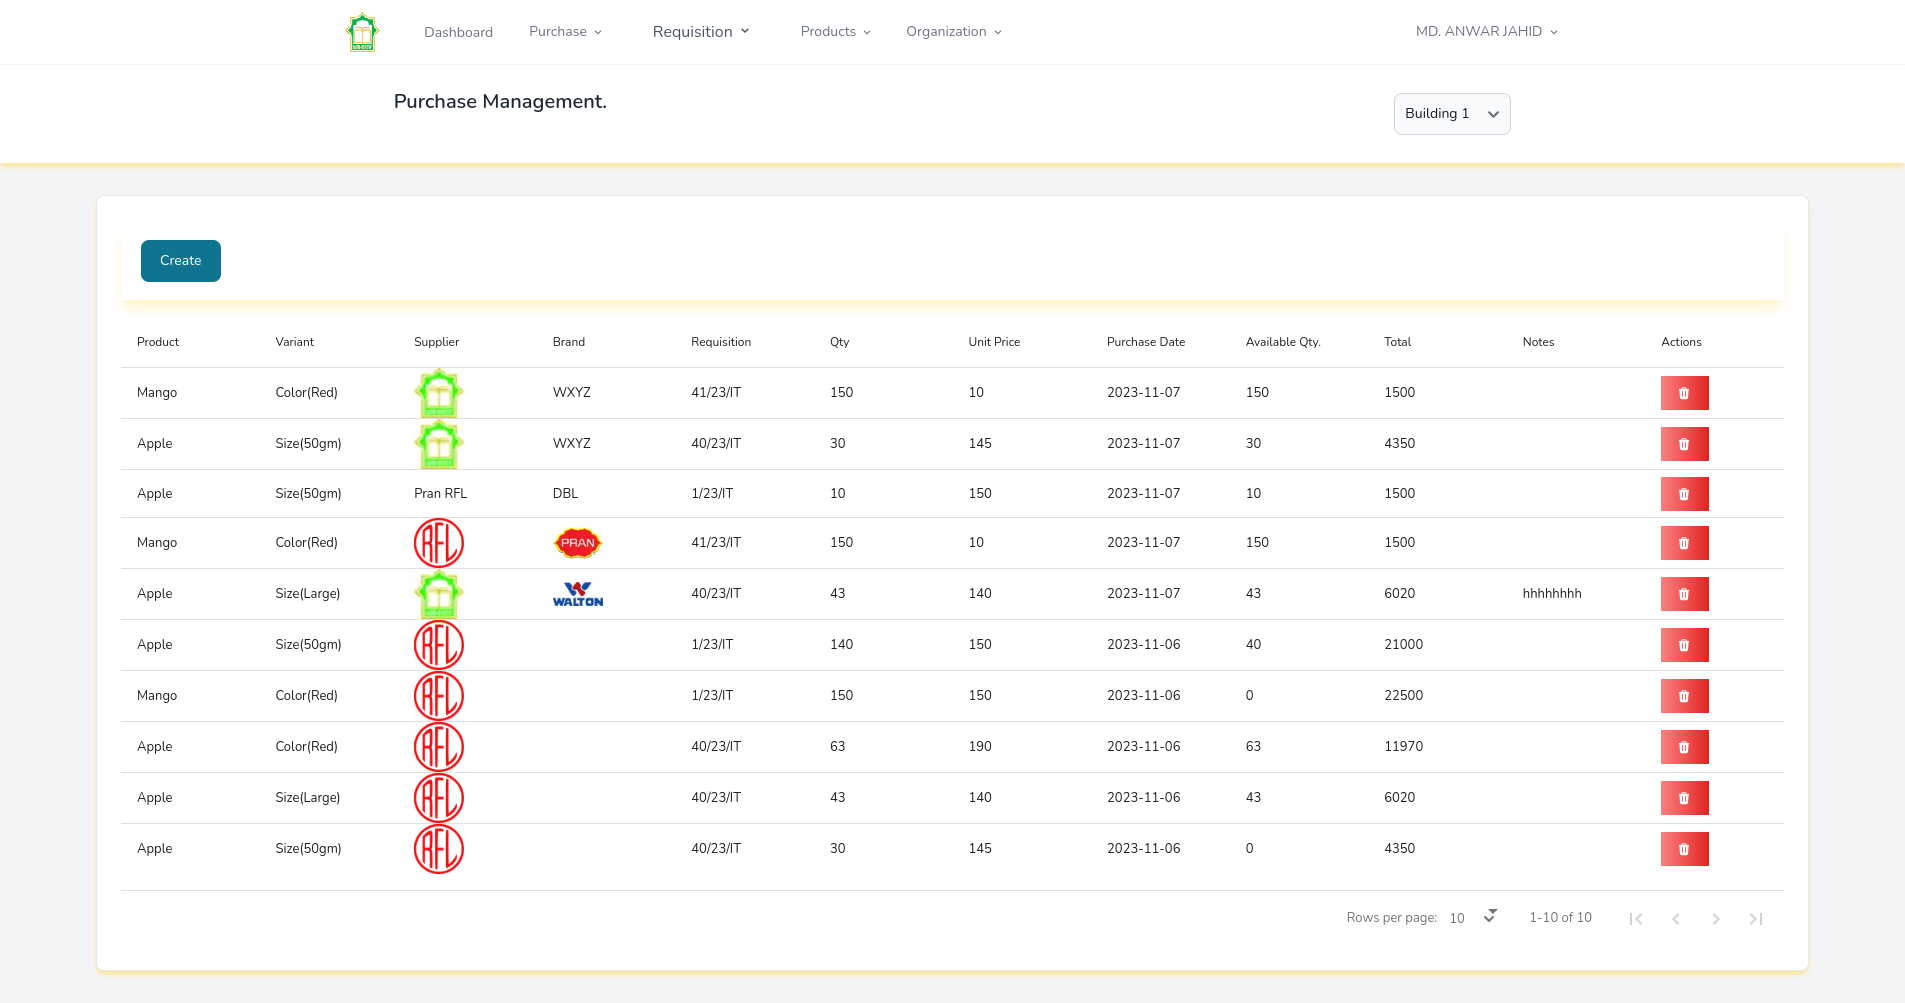 Dashboard Purchase Requisition Products Organization MD. ANWAR JAHID
Purchase Management.
Building 1
Create
Product Variant Supplier Brand Requisition Qty Unit Price Purchase Date Available Qty. Total Notes Actions
Mango Color(Red) WXYZ 41/23/IT 150 10 2023-11-07 150 1500
Apple Size(50gm) WXYZ 40/23/IT 30 145 2023-11-07 30 4350
Apple Size(50gm) Pran RFL DBL 1/23/IT 10 150 2023-11-07 10 1500
Mango Color(Red) RFL PRAN 41/23/IT 150 10 2023-11-07 150 1500
Apple Size(Large) WALTON 40/23/IT 43 140 2023-11-07 43 6020 hhhhhhhh
Apple Size(50gm) RFL 1/23/IT 140 150 2023-11-06 40 21000
Mango Color(Red) RFL 1/23/IT 150 150 2023-11-06 0 22500
Apple Color(Red) RFL 40/23/IT 63 190 2023-11-06 63 11970
Apple Size(Large) RFL 40/23/IT 43 140 2023-11-06 43 6020
Apple Size(50gm) RFL 40/23/IT 30 145 2023-11-06 0 4350
Rows per page: 10 1-10 of 10